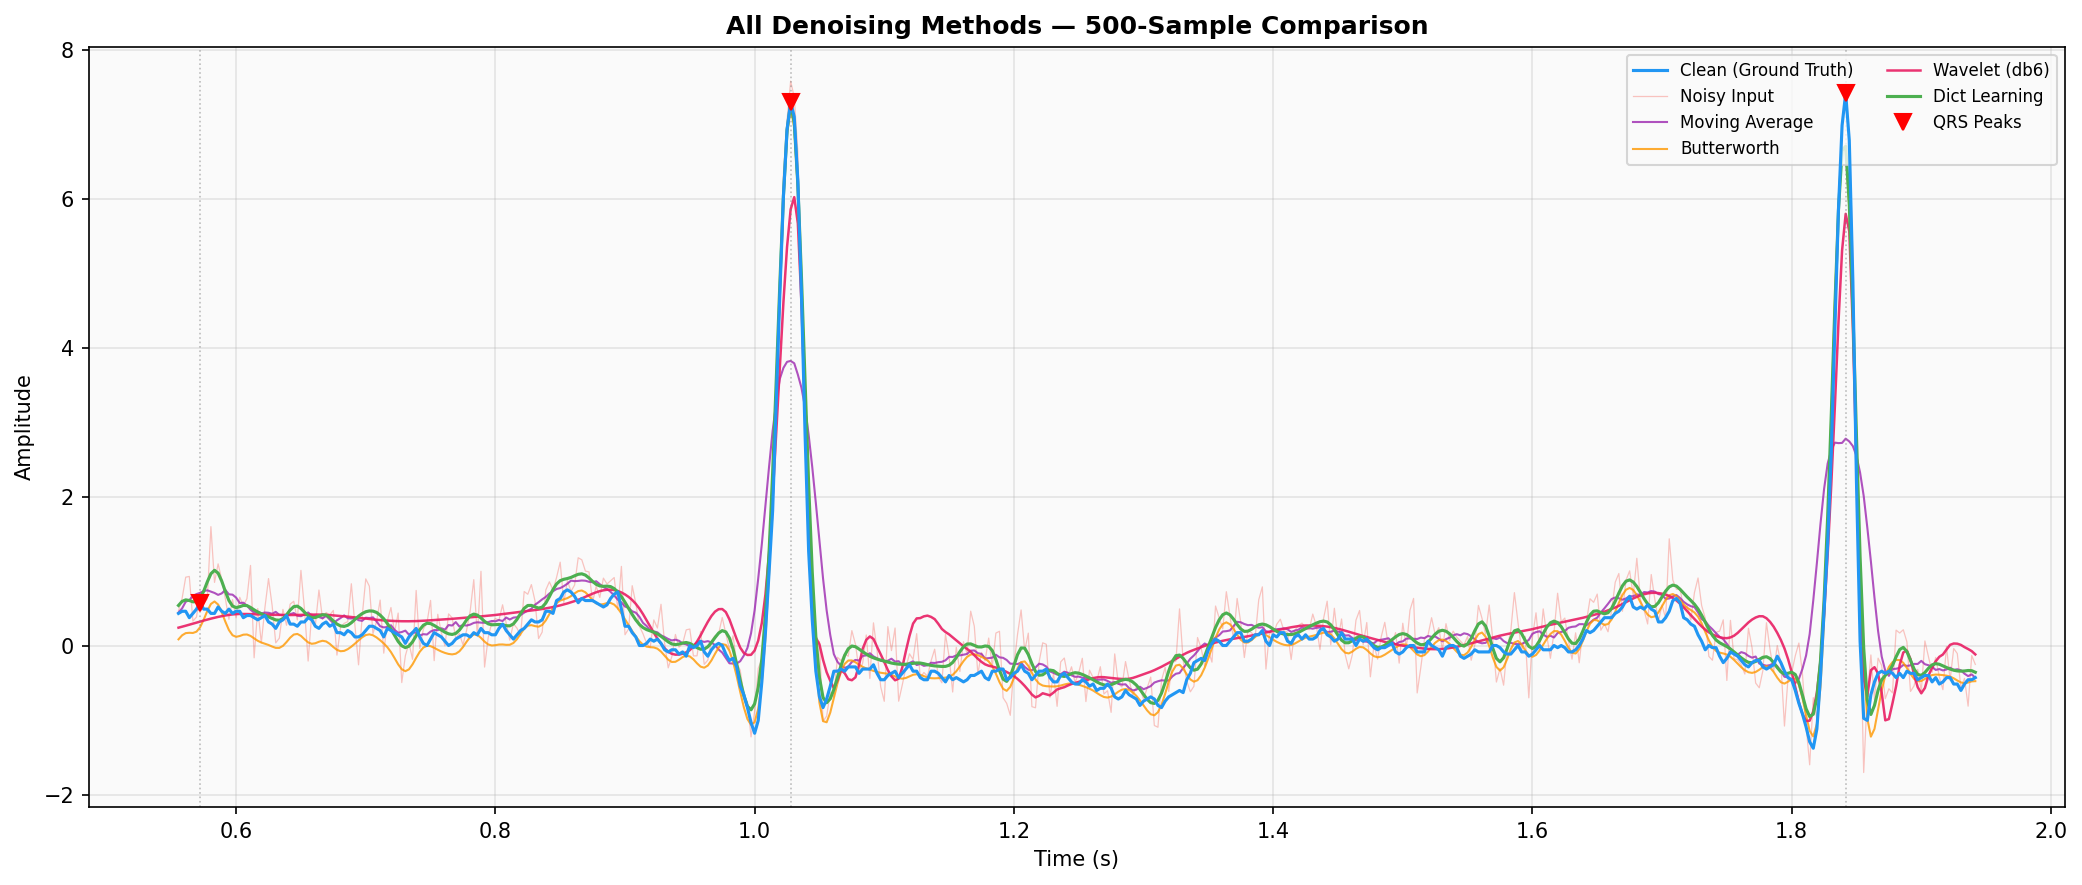 All Denoising Methods — 500-Sample Comparison
Clean (Ground Truth)
Noisy Input
Moving Average
Butterworth
Wavelet (db6)
Dict Learning
QRS Peaks
Amplitude
8
6
4
2
0
−2
0.6 0.8 1.0 1.2 1.4 1.6 1.8 2.0
Time (s)